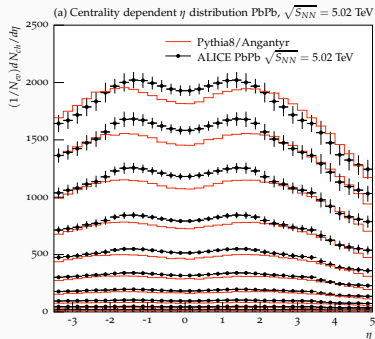 (a) Centrality dependent η distribution PbPb, √S_NN = 5.02 TeV
(1/N_ev)dN_ch/dη
Pythia8/Angantyr
ALICE PbPb √S_NN = 5.02 TeV
2500
2000
1500
1000
500
0
-3 -2 -1 0 1 2 3 4 5
η